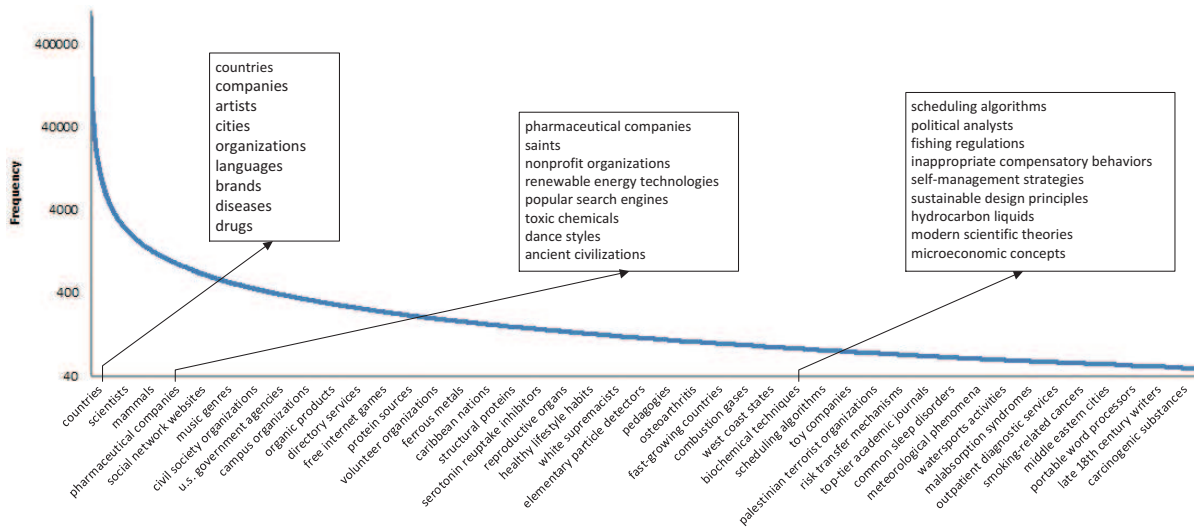 400000
40000
4000
400
40
Frequency
countries
companies
artists
cities
organizations
languages
brands
diseases
drugs
pharmaceutical companies
saints
nonprofit organizations
renewable energy technologies
popular search engines
toxic chemicals
dance styles
ancient civilizations
scheduling algorithms
political analysts
fishing regulations
inappropriate compensatory behaviors
self-management strategies
sustainable design principles
hydrocarbon liquids
modern scientific theories
microeconomic concepts
countries
scientists
mammals
pharmaceutical companies
social network websites
music genres
civil society organizations
u.s. government agencies
campus organizations
organic products
directory services
free internet games
protein sources
volunteer organizations
ferrous metals
caribbean nations
structural proteins
serotonin reuptake inhibitors
reproductive organs
healthy lifestyle habits
white supremacists
elementary particle detectors
pedagogies
osteoarthritis
fast-growing countries
combustion gases
west coast states
biochemical techniques
scheduling algorithms
toy companies
palestinian terrorist organizations
risk transfer mechanisms
top-tier academic journals
common sleep disorders
meteorological phenomena
watersports activities
malabsorption syndromes
outpatient diagnostic services
smoking-related cancers
middle eastern cities
portable word processors
late 18th century writers
carcinogenic substances